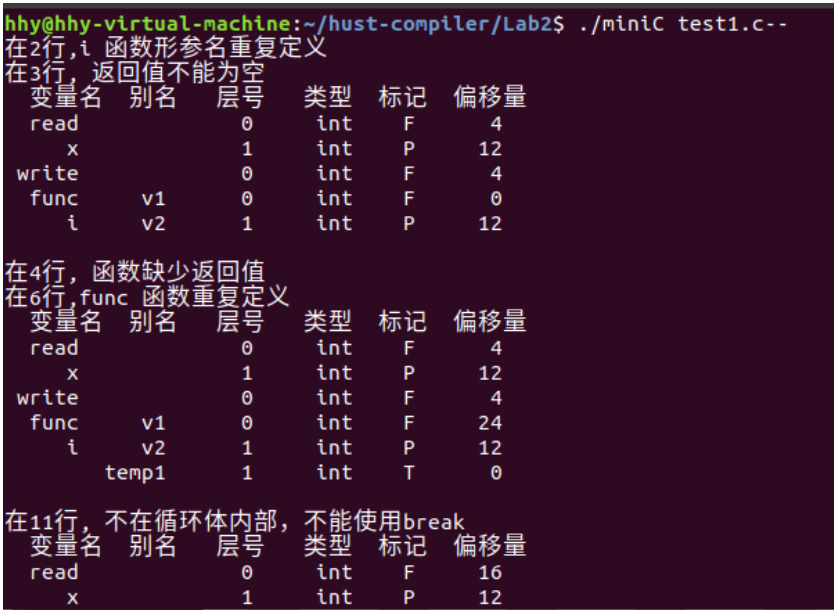 hhy@hhy-virtual-machine:~/hust-compiler/Lab2$ ./miniC test1.c--
在2行,i 函数形参名重复定义
在3行, 返回值不能为空
变量名 别名 层号 类型 标记 偏移量
read 0 int F 4
x 1 int P 12
write 0 int F 4
func v1 0 int F 0
i v2 1 int P 12
在4行, 函数缺少返回值
在6行,func 函数重复定义
变量名 别名 层号 类型 标记 偏移量
read 0 int F 4
x 1 int P 12
write 0 int F 4
func v1 0 int F 24
i v2 1 int P 12
temp1 1 int T 0
在11行, 不在循环体内部，不能使用break
变量名 别名 层号 类型 标记 偏移量
read 0 int F 16
x 1 int P 12